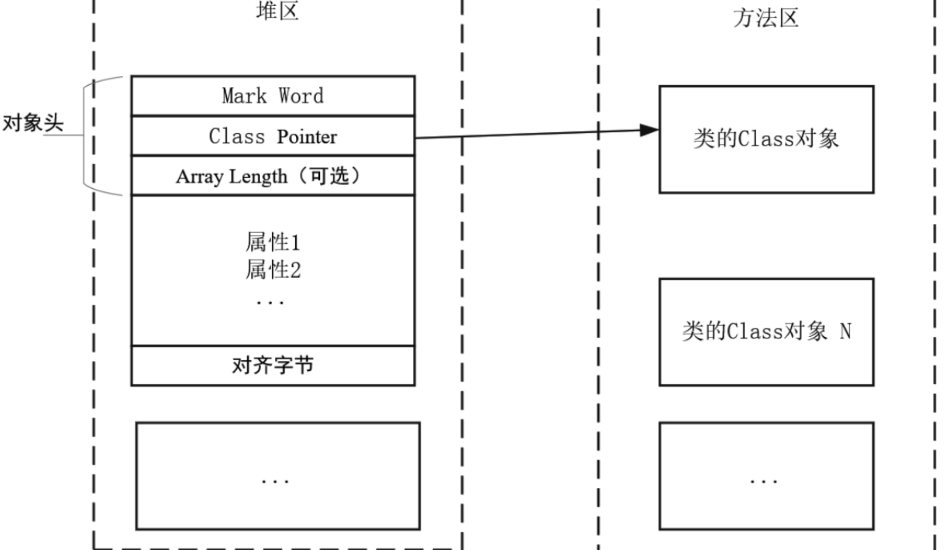 堆区
方法区
对象头
Mark Word
Class Pointer
Array Length（可选）
属性1
属性2
...
对齐字节
...
类的Class对象
类的Class对象 N
...